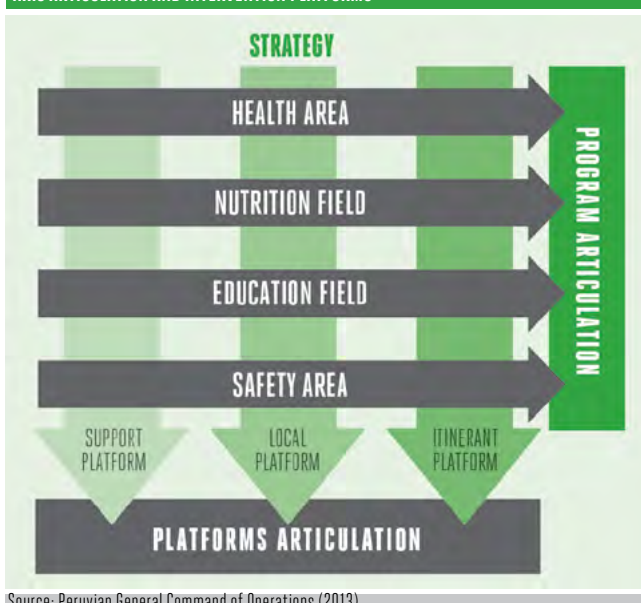 STRATEGY
HEALTH AREA
NUTRITION FIELD
EDUCATION FIELD
SAFETY AREA
PROGRAM ARTICULATION
SUPPORT
PLATFORM
LOCAL
PLATFORM
ITINERANT
PLATFORM
PLATFORMS ARTICULATION
Source: Peruvian General Command of Operations (2013)